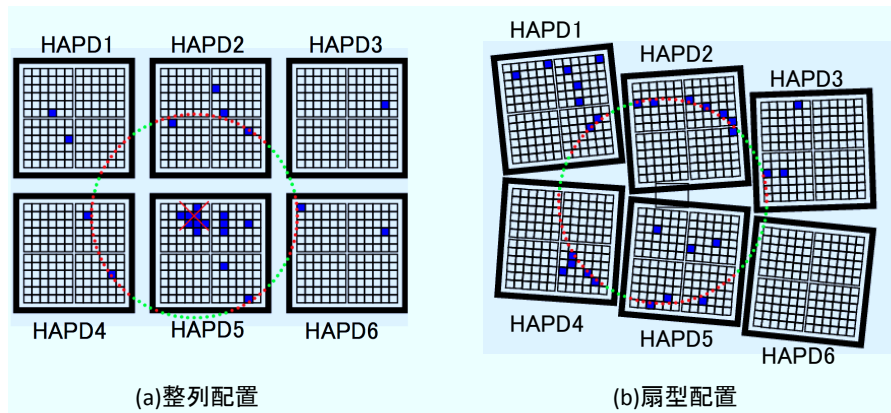 HAPD1 HAPD2 HAPD3
HAPD4 HAPD5 HAPD6
(a)整列配置
HAPD1
HAPD2
HAPD3
HAPD4
HAPD5
HAPD6
(b)扇型配置